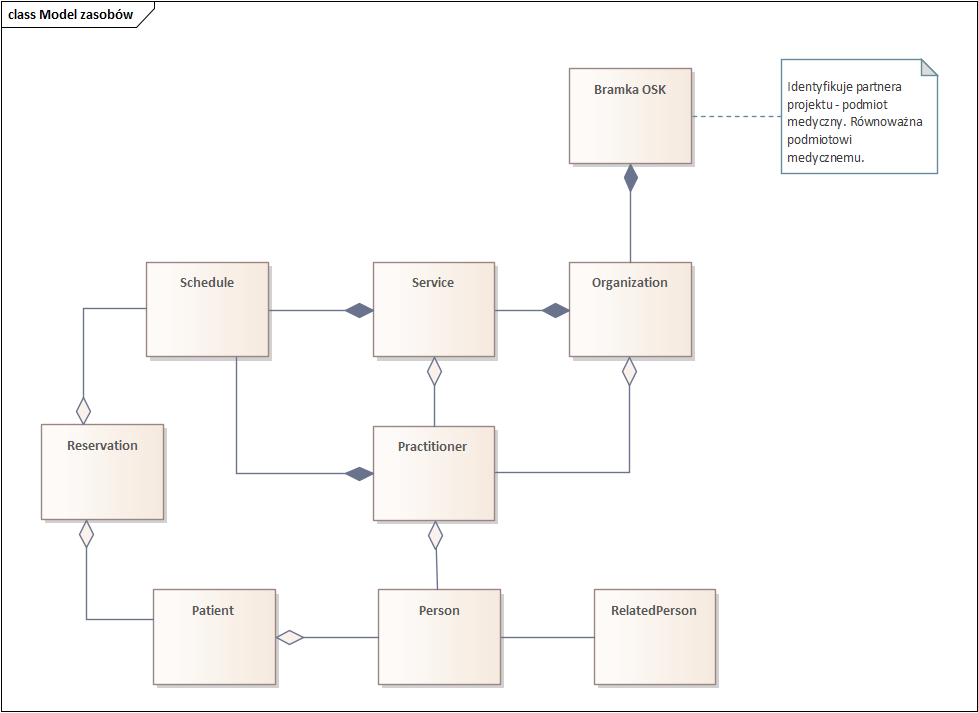 class Model zasobów
Bramka OSK
Identyfikuje partnera
projektu - podmiot
medyczny. Równoważna
podmiotowi
medycznemu.
Schedule
Service
Organization
Reservation
Practitioner
Patient
Person
RelatedPerson